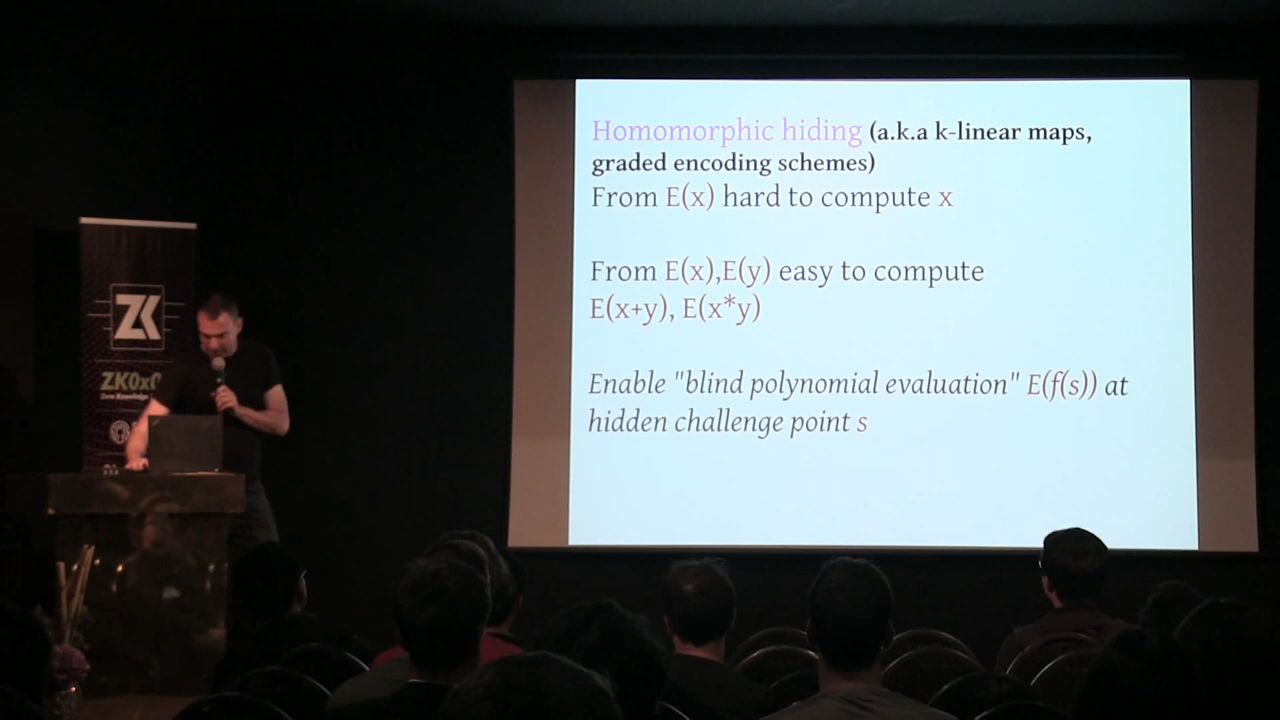 Homomorphic hiding (a.k.a k-linear maps,
graded encoding schemes)
From E(x) hard to compute x
From E(x),E(y) easy to compute
E(x+y), E(x*y)
Enable "blind polynomial evaluation" E(f(s)) at
hidden challenge point s
ZK